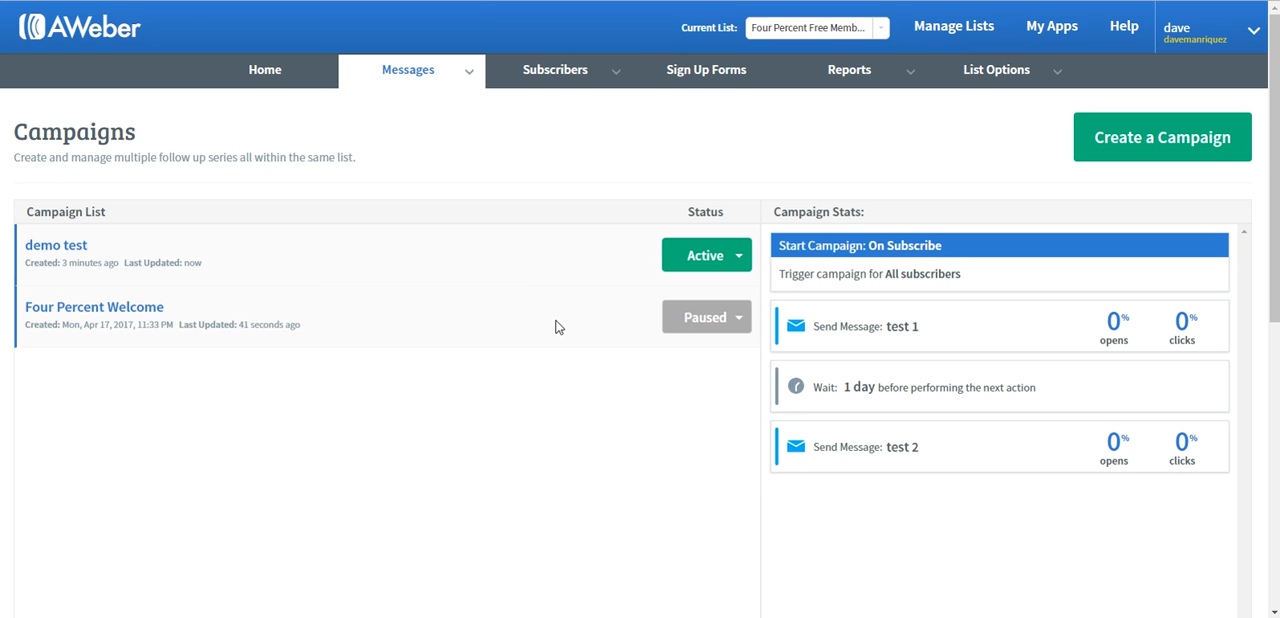 AWeber
Current List: Four Percent Free Memb...
Manage Lists
My Apps
Help
dave
davemanriquez
Home
Messages
Subscribers
Sign Up Forms
Reports
List Options
Campaigns
Create and manage multiple follow up series all within the same list.
Create a Campaign
Campaign List
Status
demo test
Created: 3 minutes ago Last Updated: now
Active
Four Percent Welcome
Created: Mon, Apr 17, 2017, 11:33 PM Last Updated: 41 seconds ago
Paused
Campaign Stats:
Start Campaign: On Subscribe
Trigger campaign for All subscribers
Send Message: test 1
0% 0%
opens clicks
Wait: 1 day before performing the next action
Send Message: test 2
0% 0%
opens clicks